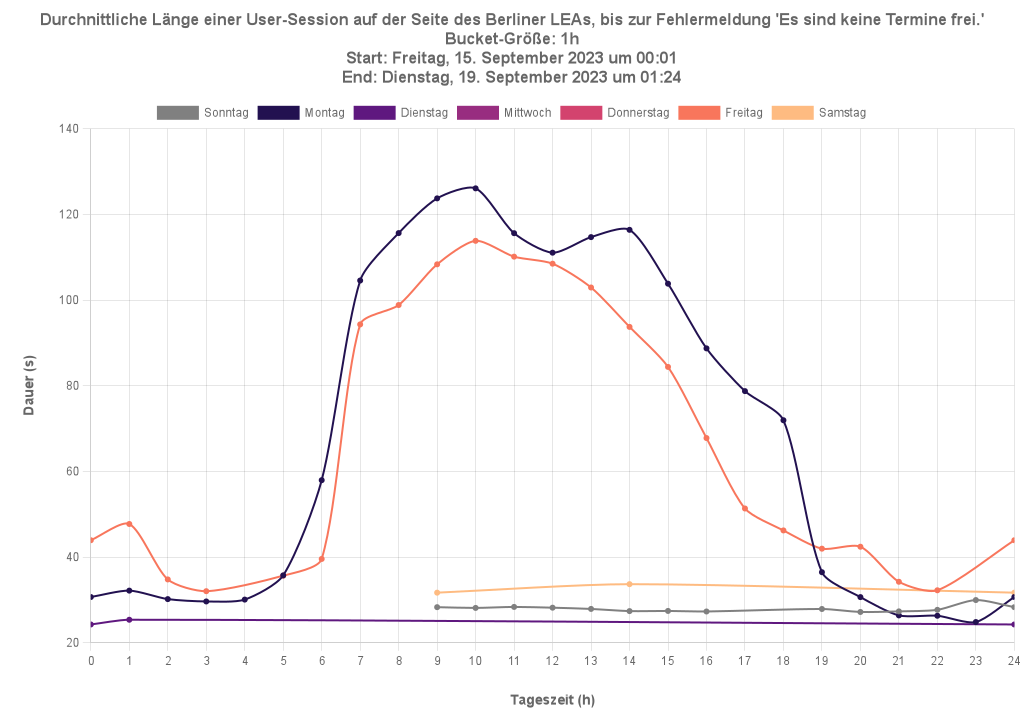 Durchnittliche Länge einer User-Session auf der Seite des Berliner LEAs, bis zur Fehlermeldung 'Es sind keine Termine frei.'
Bucket-Größe: 1h
Start: Freitag, 15. September 2023 um 00:01
End: Dienstag, 19. September 2023 um 01:24
Sonntag Montag Dienstag Mittwoch Donnerstag Freitag Samstag
140
120
100
80
60
40
20
Dauer (s)
0 1 2 3 4 5 6 7 8 9 10 11 12 13 14 15 16 17 18 19 20 21 22 23 24
Tageszeit (h)